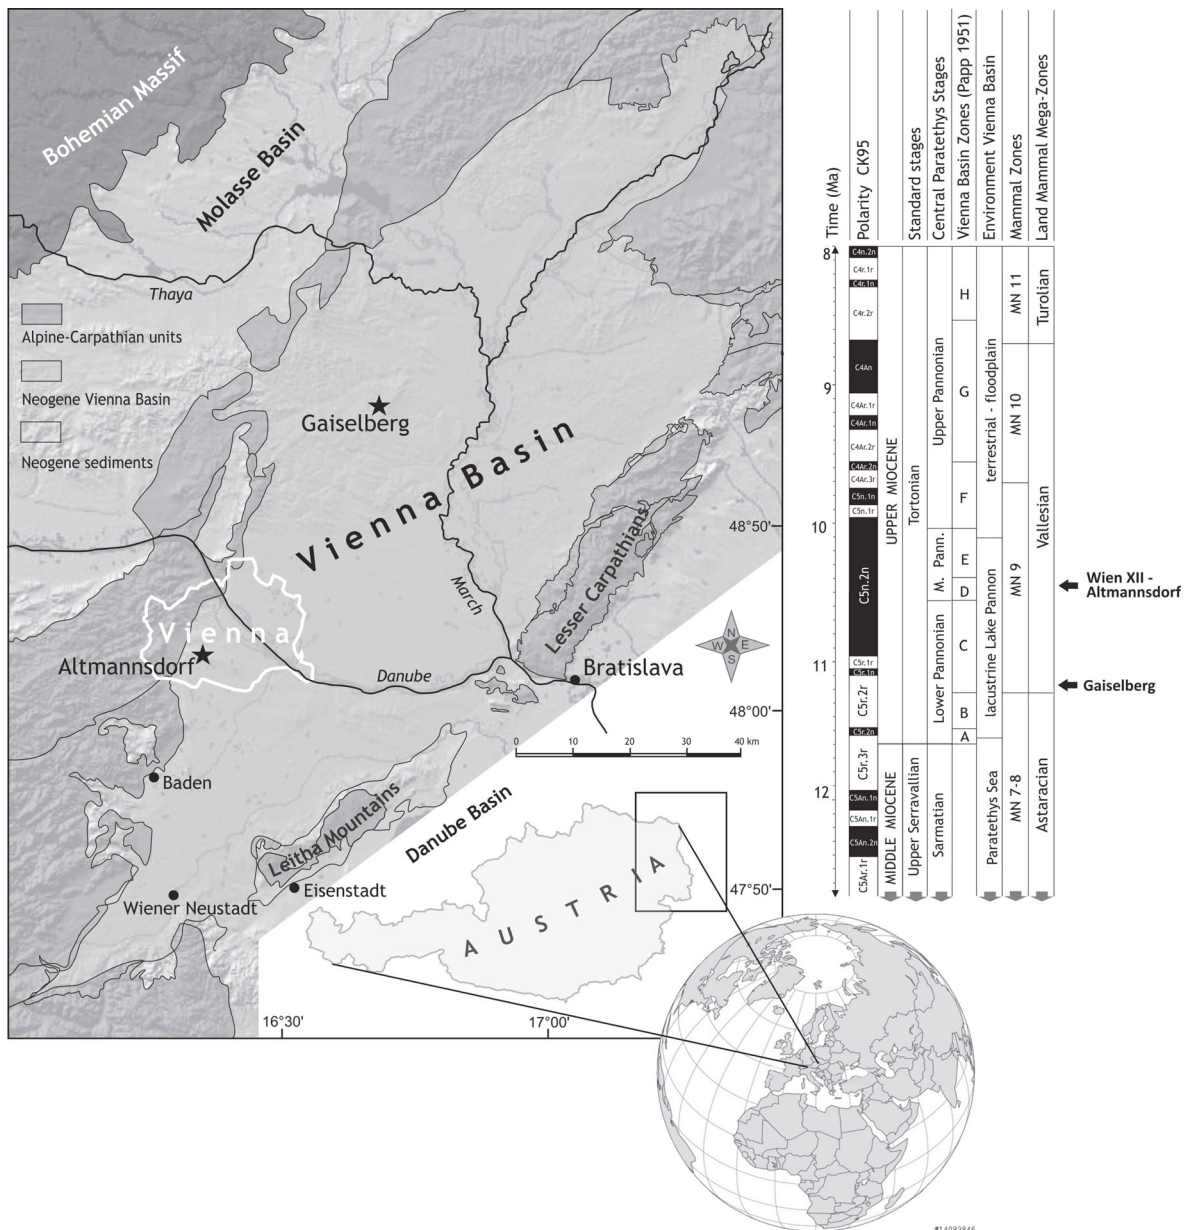 Bohemian Massif
Molasse Basin
Thaya
Alpine-Carpathian units
Neogene Vienna Basin
Neogene sediments
Gaiselberg
Vienna Basin
March
Lesser Carpathians
Vienna
Altmannsdorf
Danube
Bratislava
Baden
Leitha Mountains
Wiener Neustadt
Eisenstadt
Danube Basin
N
W E
S
0 10 20 30 40 km
48°50'
48°00'
47°50'
16°30'
17°00'
AUSTRIA
Time (Ma)
Polarity CK95
Standard stages
Central Paratethys Stages
Vienna Basin Zones (Papp 1951)
Environment Vienna Basin
Mammal Zones
Land Mammal Mega-Zones
8
9
10
11
12
C4n.2n
C4r.1r
C4r.1n
C4r.2r
C4An
C4Ar.1r
C4Ar.1n
C4Ar.2r
C4Ar.2n
C4Ar.3r
C5n.1n
C5n.1r
C5n.2n
C5r.1r
C5r.1n
C5r.2r
C5r.2n
C5r.3r
C5An.1n
C5An.1r
C5An.2n
C5Ar.1r
UPPER MIOCENE
MIDDLE MIOCENE
Tortonian
Upper Serravallian
Upper Pannonian
M. Pann.
Lower Pannonian
Sarmatian
H
G
F
E
D
C
B
A
terrestrial - floodplain
lacustrine Lake Pannon
Paratethys Sea
MN 11
MN 10
MN 9
MN 7-8
Turolian
Vallesian
Astaracian
Wien XII -
Altmannsdorf
Gaiselberg